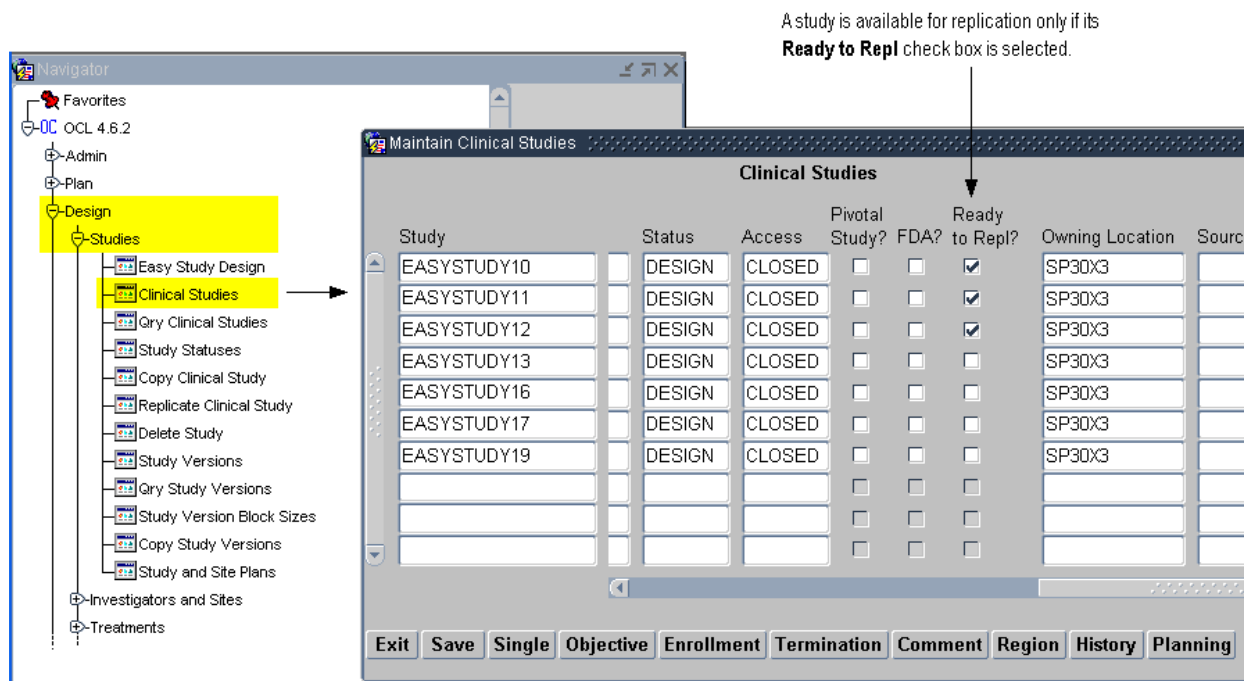 A study is available for replication only if its
Ready to Repl check box is selected.
Navigator
Favorites
OC OCL 4.6.2
Admin
Plan
Design
Studies
Easy Study Design
Clinical Studies
Qry Clinical Studies
Study Statuses
Copy Clinical Study
Replicate Clinical Study
Delete Study
Study Versions
Qry Study Versions
Study Version Block Sizes
Copy Study Versions
Study and Site Plans
Investigators and Sites
Treatments
Maintain Clinical Studies
Clinical Studies
Pivotal Ready
Study Status Access Study? FDA? to Repl? Owning Location Sourc
EASYSTUDY10 DESIGN CLOSED SP30X3
EASYSTUDY11 DESIGN CLOSED SP30X3
EASYSTUDY12 DESIGN CLOSED SP30X3
EASYSTUDY13 DESIGN CLOSED SP30X3
EASYSTUDY16 DESIGN CLOSED SP30X3
EASYSTUDY17 DESIGN CLOSED SP30X3
EASYSTUDY19 DESIGN CLOSED SP30X3
Exit Save Single Objective Enrollment Termination Comment Region History Planning